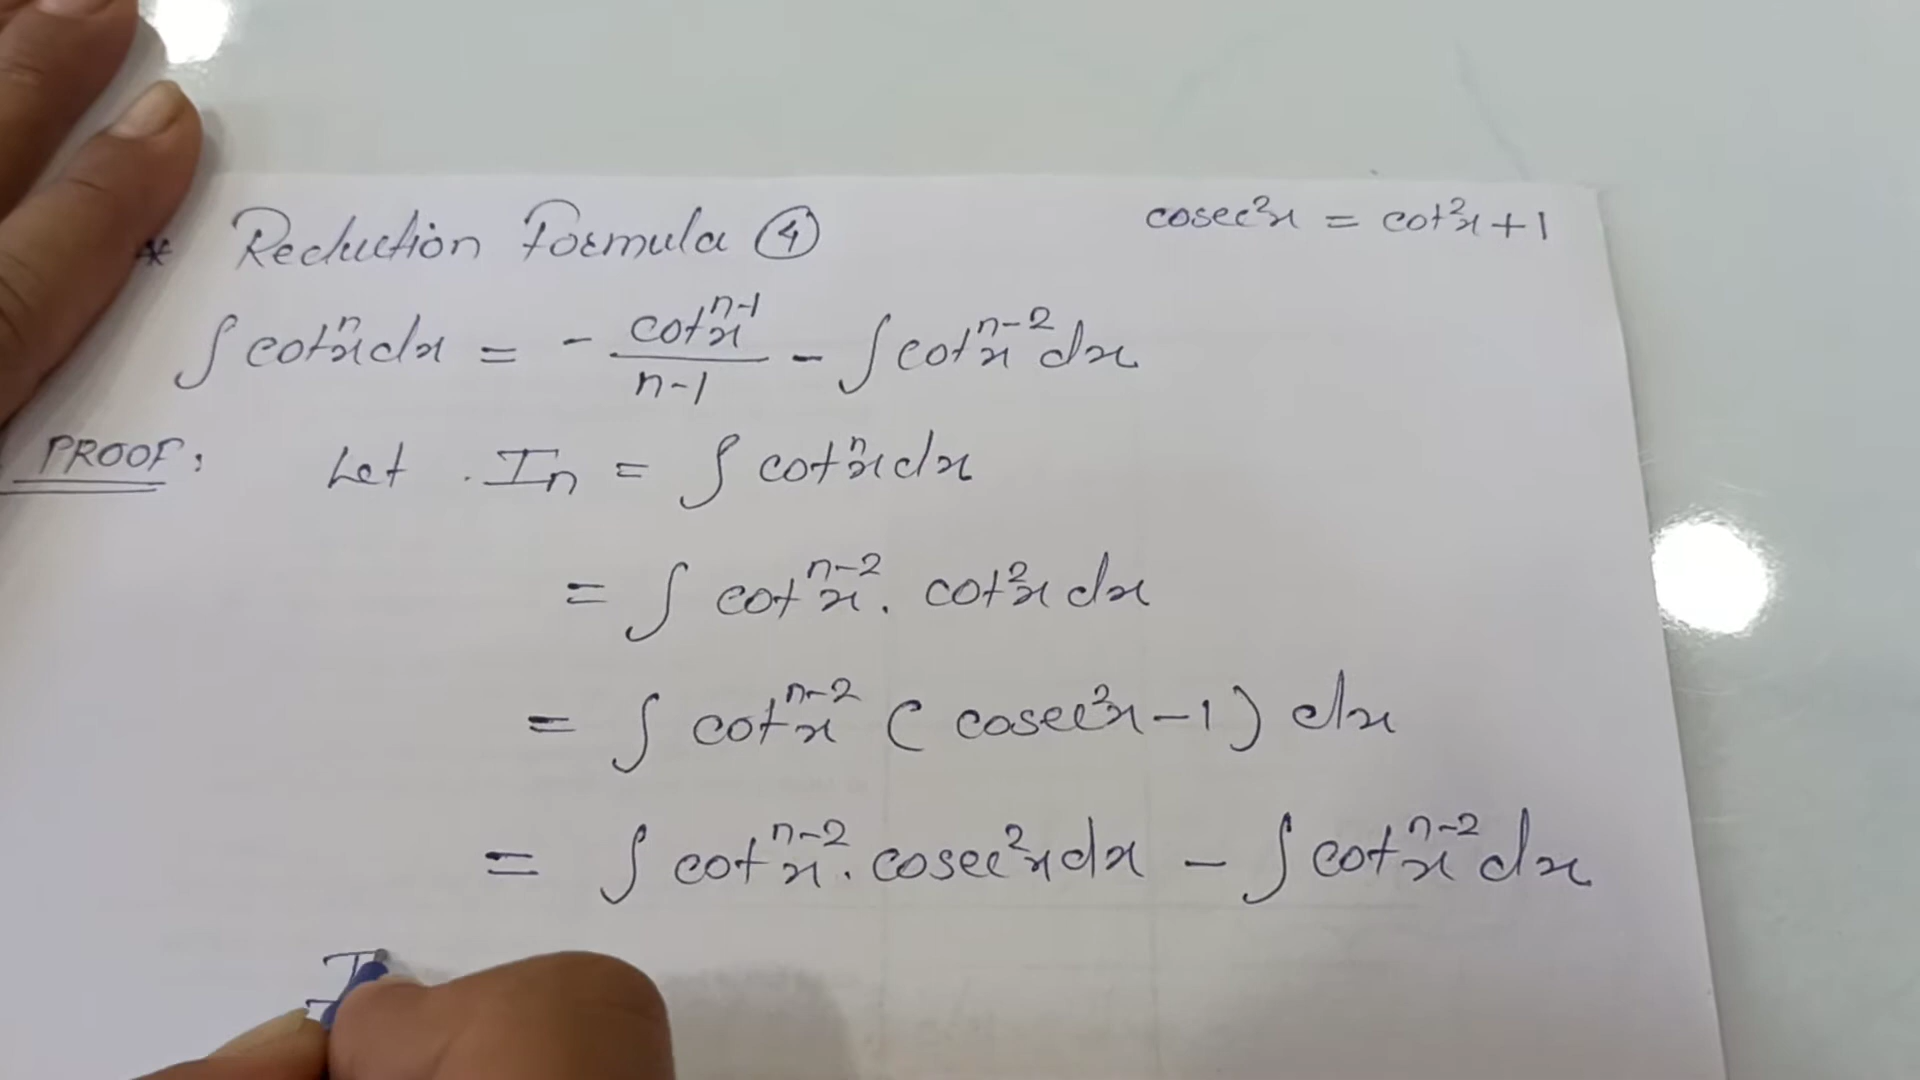 * Reduction Formula ④
cosec²x = cot²x + 1
∫ cotⁿx dx = - cotⁿ⁻¹x / n-1 - ∫ cotⁿ⁻²x dx
PROOF: Let . Iₙ = ∫ cotⁿx dx
= ∫ cotⁿ⁻²x . cot²x dx
= ∫ cotⁿ⁻²x ( cosec²x - 1 ) dx
= ∫ cotⁿ⁻²x . cosec²x dx - ∫ cotⁿ⁻²x dx
I